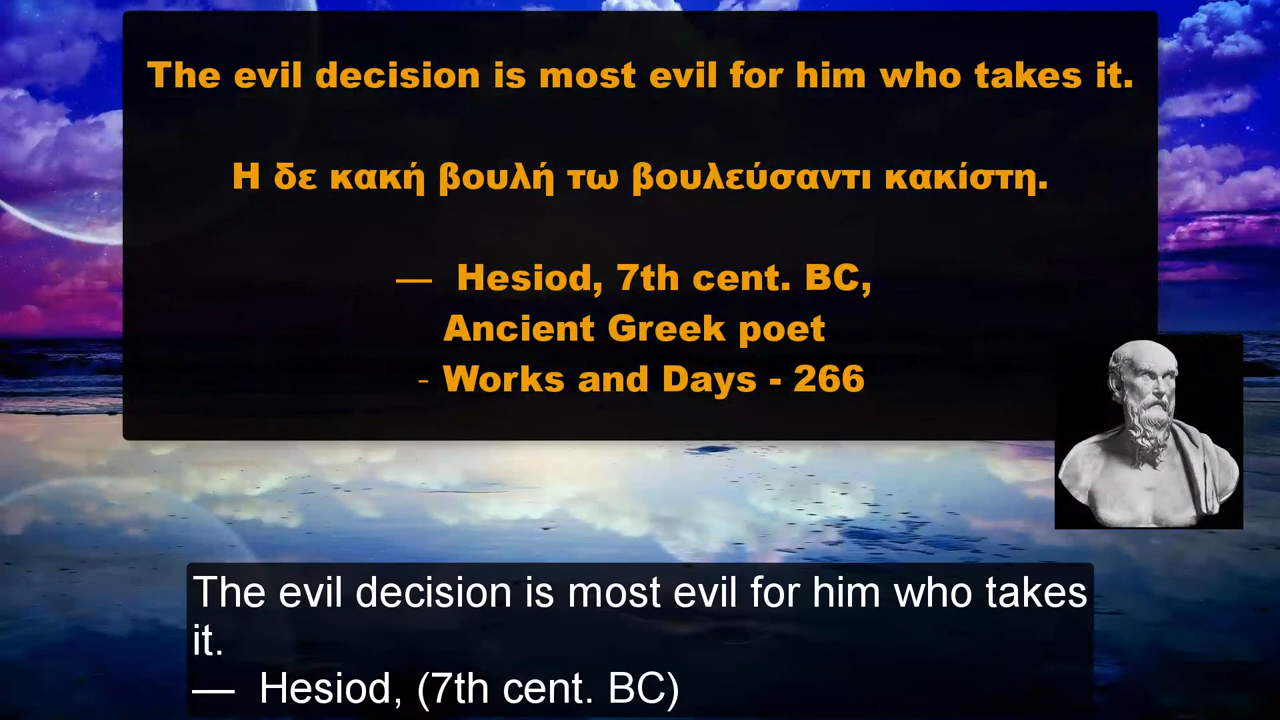 The evil decision is most evil for him who takes it.
Η δε κακή βουλή τω βουλεύσαντι κακίστη.
— Hesiod, 7th cent. BC,
Ancient Greek poet
- Works and Days - 266
The evil decision is most evil for him who takes
it.
— Hesiod, (7th cent. BC)